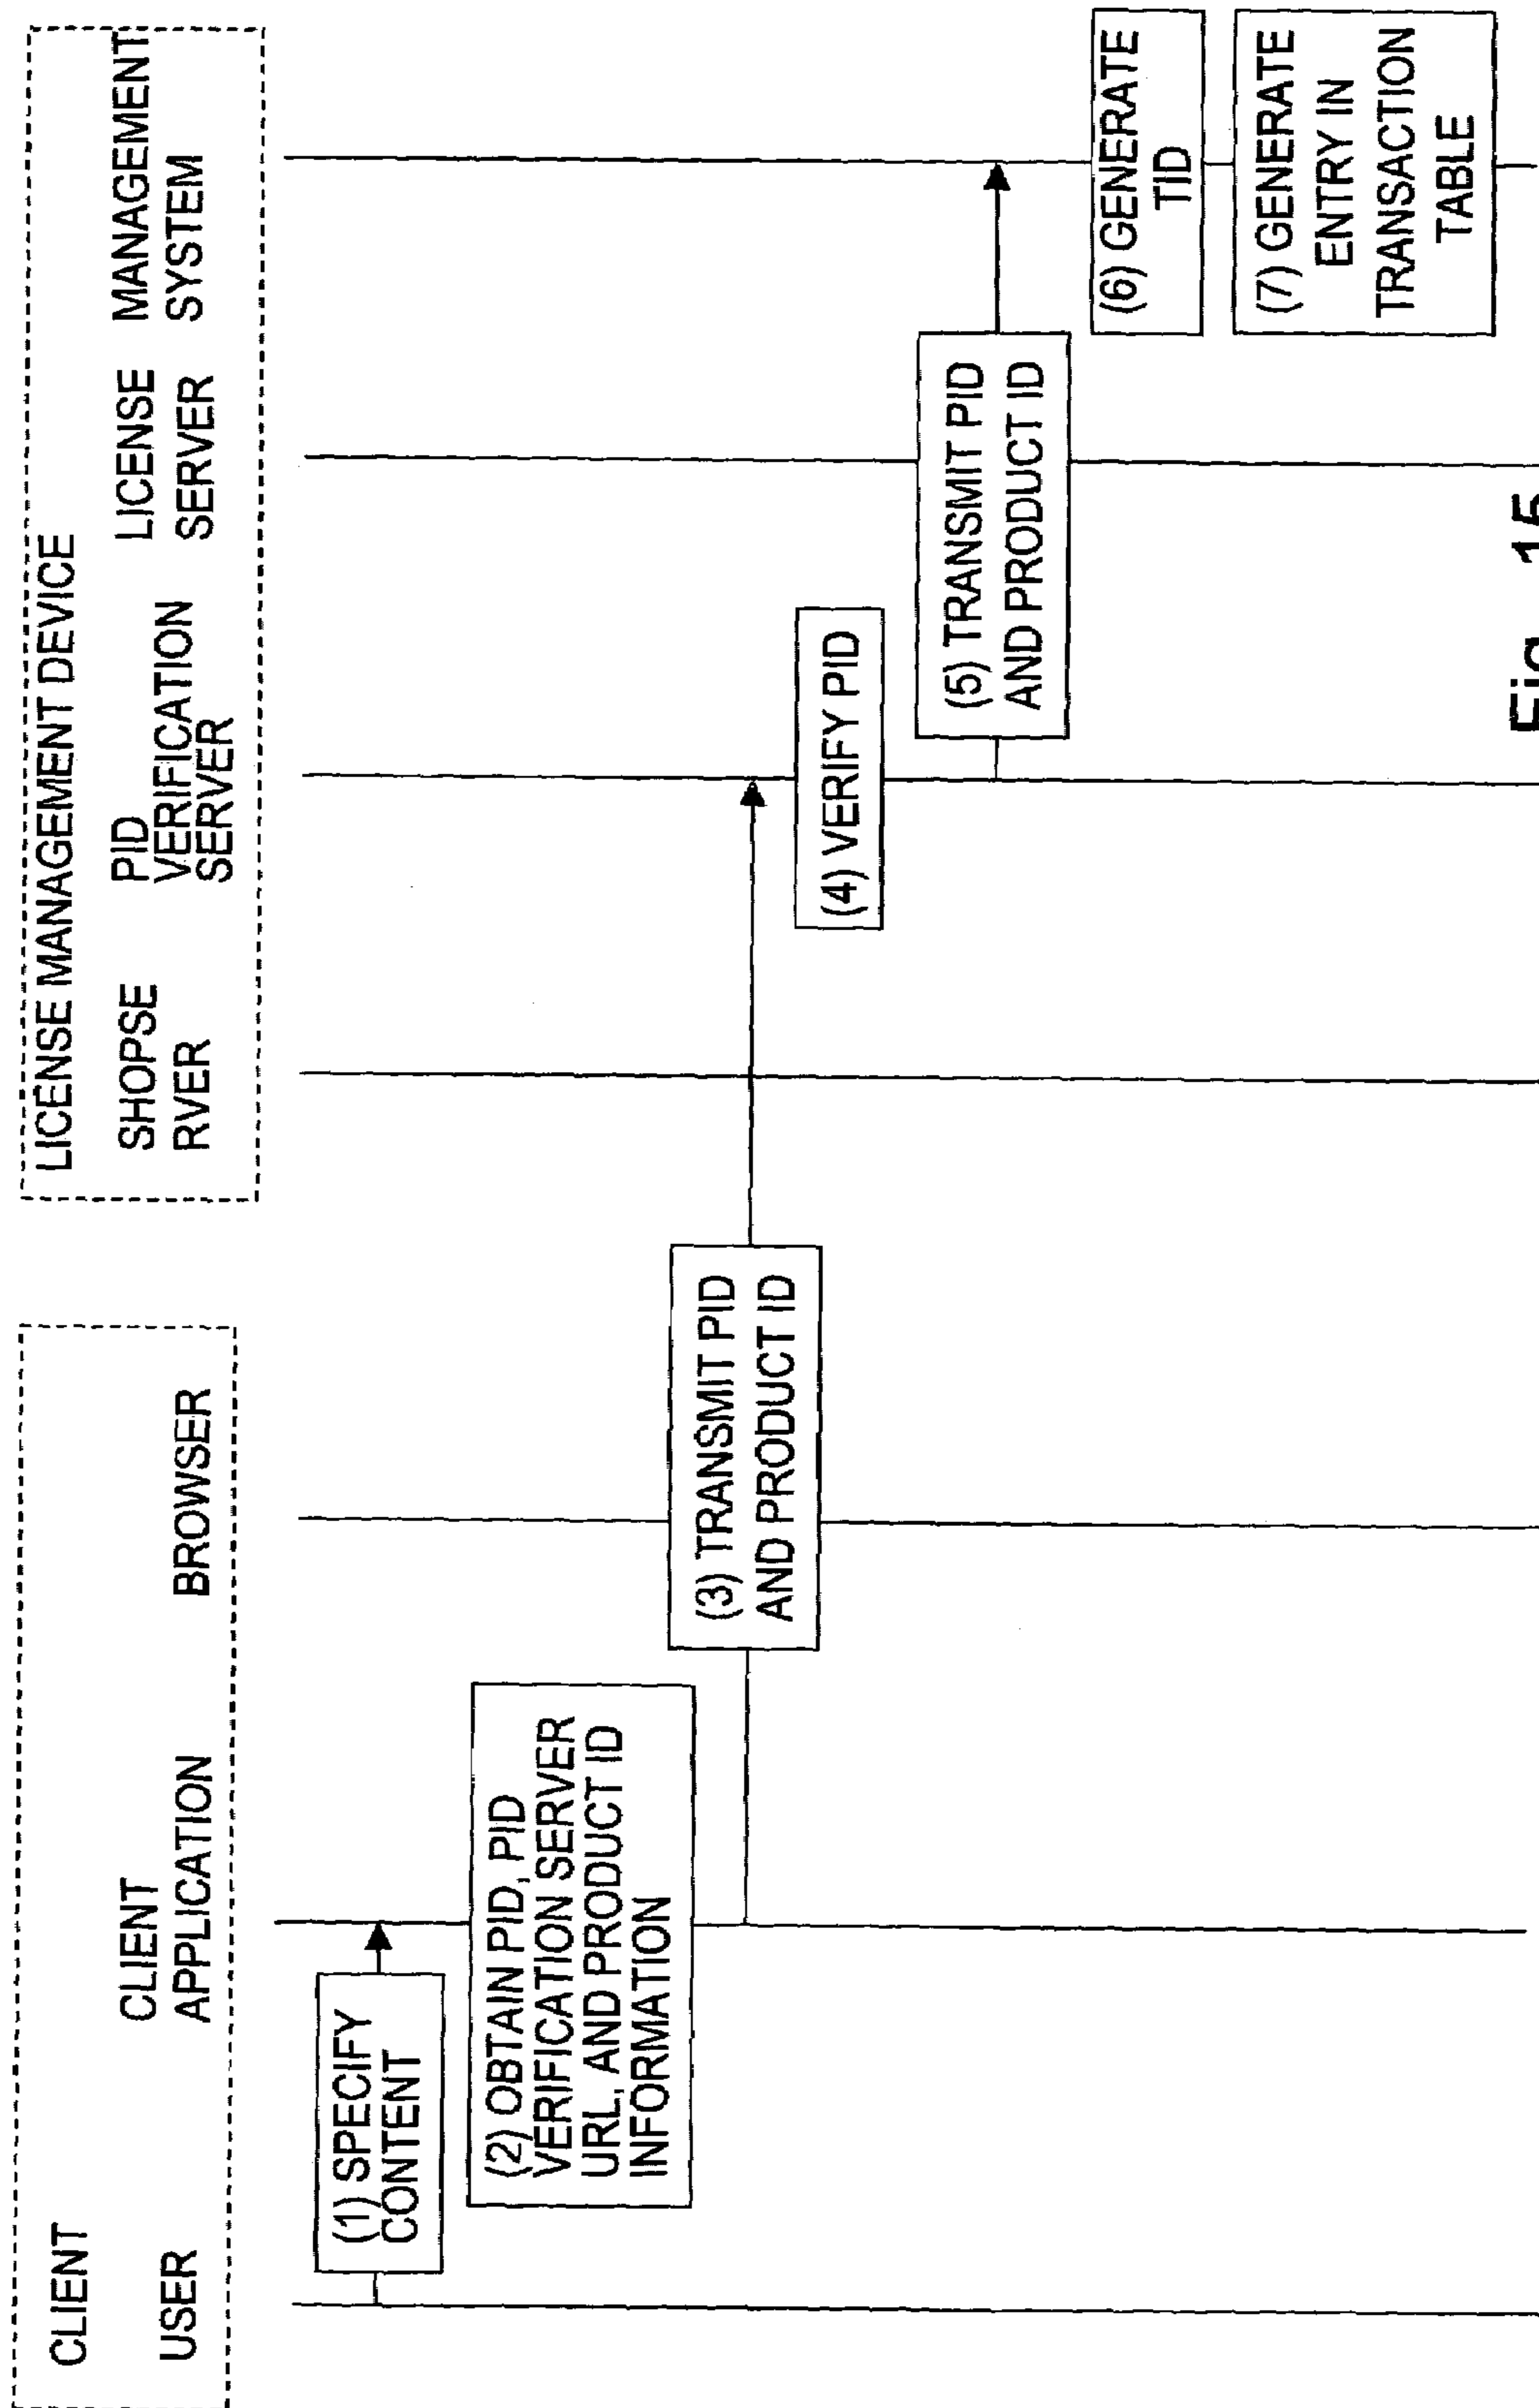 CLIENT
USER
CLIENT
APPLICATION
BROWSER
LICENSE MANAGEMENT DEVICE
SHOPSE
RVER
PID
VERIFICATION
SERVER
LICENSE
SERVER
MANAGEMENT
SYSTEM
(1) SPECIFY
CONTENT
(2) OBTAIN PID, PID
VERIFICATION SERVER
URL, AND PRODUCT ID
INFORMATION
(3) TRANSMIT PID
AND PRODUCT ID
(4) VERIFY PID
(5) TRANSMIT PID
AND PRODUCT ID
(6) GENERATE
TID
(7) GENERATE
ENTRY IN
TRANSACTION
TABLE
Fig. 15